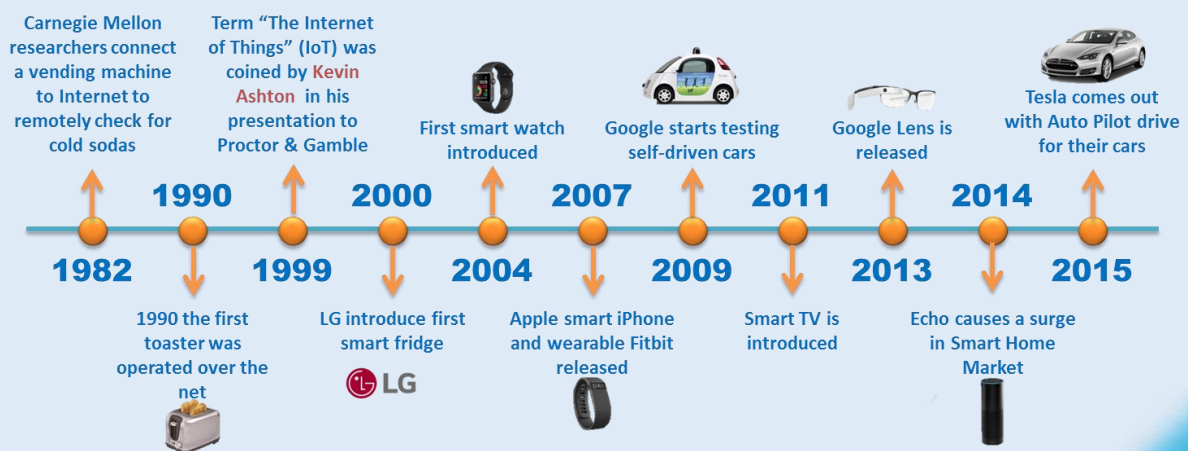 Carnegie Mellon
researchers connect
a vending machine
to Internet to
remotely check for
cold sodas
Term “The Internet
of Things” (IoT) was
coined by Kevin
Ashton in his
presentation to
Proctor & Gamble
First smart watch
introduced
Google starts testing
self-driven cars
Google Lens is
released
Tesla comes out
with Auto Pilot drive
for their cars
1990
2000
2007
2011
2014
1982
1999
2004
2009
2013
2015
1990 the first
toaster was
operated over the
net
LG introduce first
smart fridge
LG
Apple smart iPhone
and wearable Fitbit
released
Smart TV is
introduced
Echo causes a surge
in Smart Home
Market